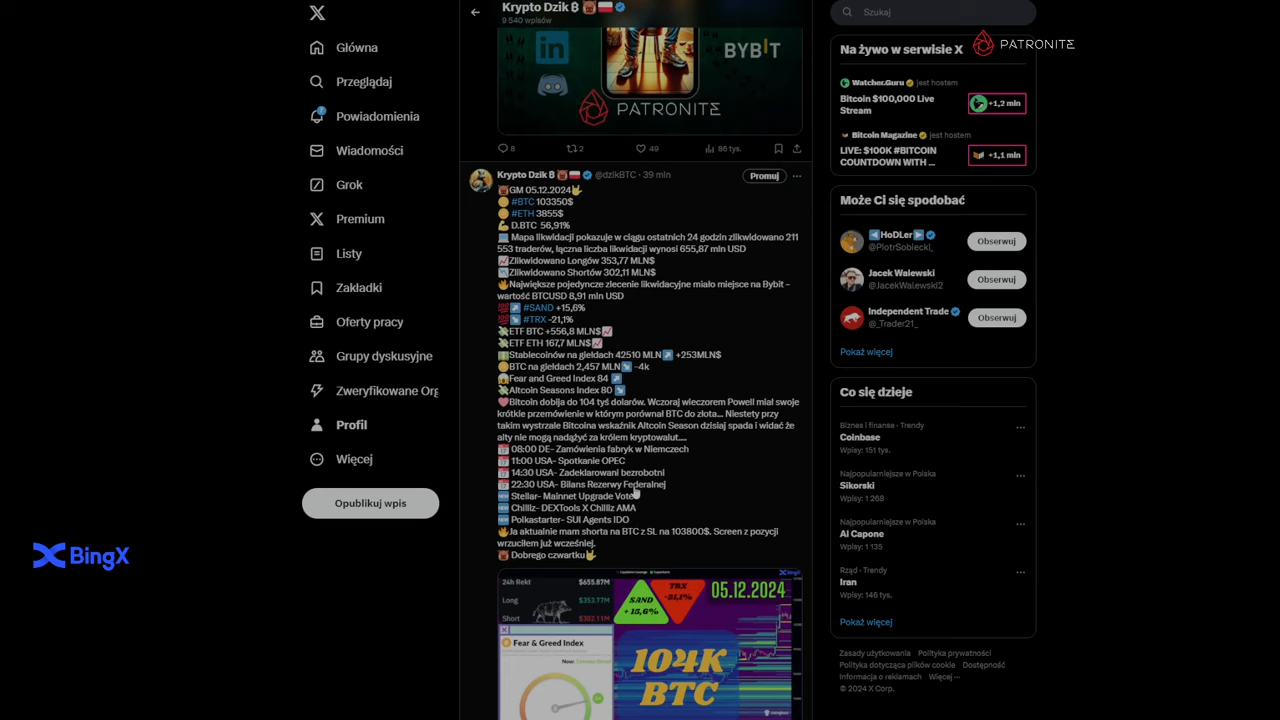 Krypto Dzik ₿
9 540 wpisów
BYBIT
PATRONITE
8
2
49
86 tys.
Krypto Dzik ₿ @dzikBTC · 39 min
Promuj
GM 05.12.2024
#BTC 103350$
#ETH 3855$
D.BTC 56,91%
Mapa likwidacji pokazuje w ciągu ostatnich 24 godzin zlikwidowano 211
553 traderów, łączna liczba likwidacji wynosi 655,87 mln USD
Zlikwidowano Longów 353,77 MLN$
Zlikwidowano Shortów 302,11 MLN$
Największe pojedyncze zlecenie likwidacyjne miało miejsce na Bybit –
wartość BTCUSD 8,91 mln USD
#SAND +15,6%
#TRX -21,1%
ETF BTC +556,8 MLN$
ETF ETH 167,7 MLN$
Stablecoinów na giełdach 42510 MLN +253MLN$
BTC na giełdach 2,457 MLN -4k
Fear and Greed Index 84
Altcoin Seasons Index 80
Bitcoin dobija do 104 tyś dolarów. Wczoraj wieczorem Powell miał swoje
krótkie przemówienie w którym porównał BTC do złota... Niestety przy
takim wystrzale Bitcoina wskaźnik Altcoin Season dzisiaj spada i widać że
alty nie mogą nadążyć za królem kryptowalut....
08:00 DE- Zamówienia fabryk w Niemczech
11:00 USA- Spotkanie OPEC
14:30 USA- Zadeklarowani bezrobotni
22:30 USA- Bilans Rezerwy Federalnej
Stellar- Mainnet Upgrade Vote
Chilliz- DEXTools X Chilliz AMA
Polkastarter- SUI Agents IDO
Ja aktualnie mam shorta na BTC z SL na 103800$. Screen z pozycji
wrzuciłem już wcześniej.
Dobrego czwartku
24h Rekt $655.87M
Long $353.77M
Short $302.11M
SAND
+15,6%
TRX
-21,1%
05.12.2024
BingX
Fear & Greed Index
Now:
104K
BTC
X
Główna
Przeglądaj
Powiadomienia
Wiadomości
Grok
Premium
Listy
Zakładki
Oferty pracy
Grupy dyskusyjne
Zweryfikowane Org
Profil
Więcej
Opublikuj wpis
BingX
Szukaj
PATRONITE
Na żywo w serwisie X
Watcher.Guru jest hostem
Bitcoin $100,000 Live
Stream
+1,2 mln
Bitcoin Magazine jest hostem
LIVE: $100K #BITCOIN
COUNTDOWN WITH ...
+1,1 mln
Może Ci się spodobać
HoDLer
@PiotrSobiecki_
Obserwuj
Jacek Walewski
@JacekWalewski2
Obserwuj
Independent Trade
@_Trader21_
Obserwuj
Pokaż więcej
Co się dzieje
Biznes i finanse · Trendy
Coinbase
Wpisy: 151 tys.
Najpopularniejsze w Polska
Sikorski
Wpisy: 1 268
Najpopularniejsze w Polska
Al Capone
Wpisy: 1 135
Rząd · Trendy
Iran
Wpisy: 146 tys.
Pokaż więcej
Zasady użytkowania Polityka prywatności
Polityka dotycząca plików cookie Dostępność
Informacja o reklamach Więcej ···
© 2024 X Corp.